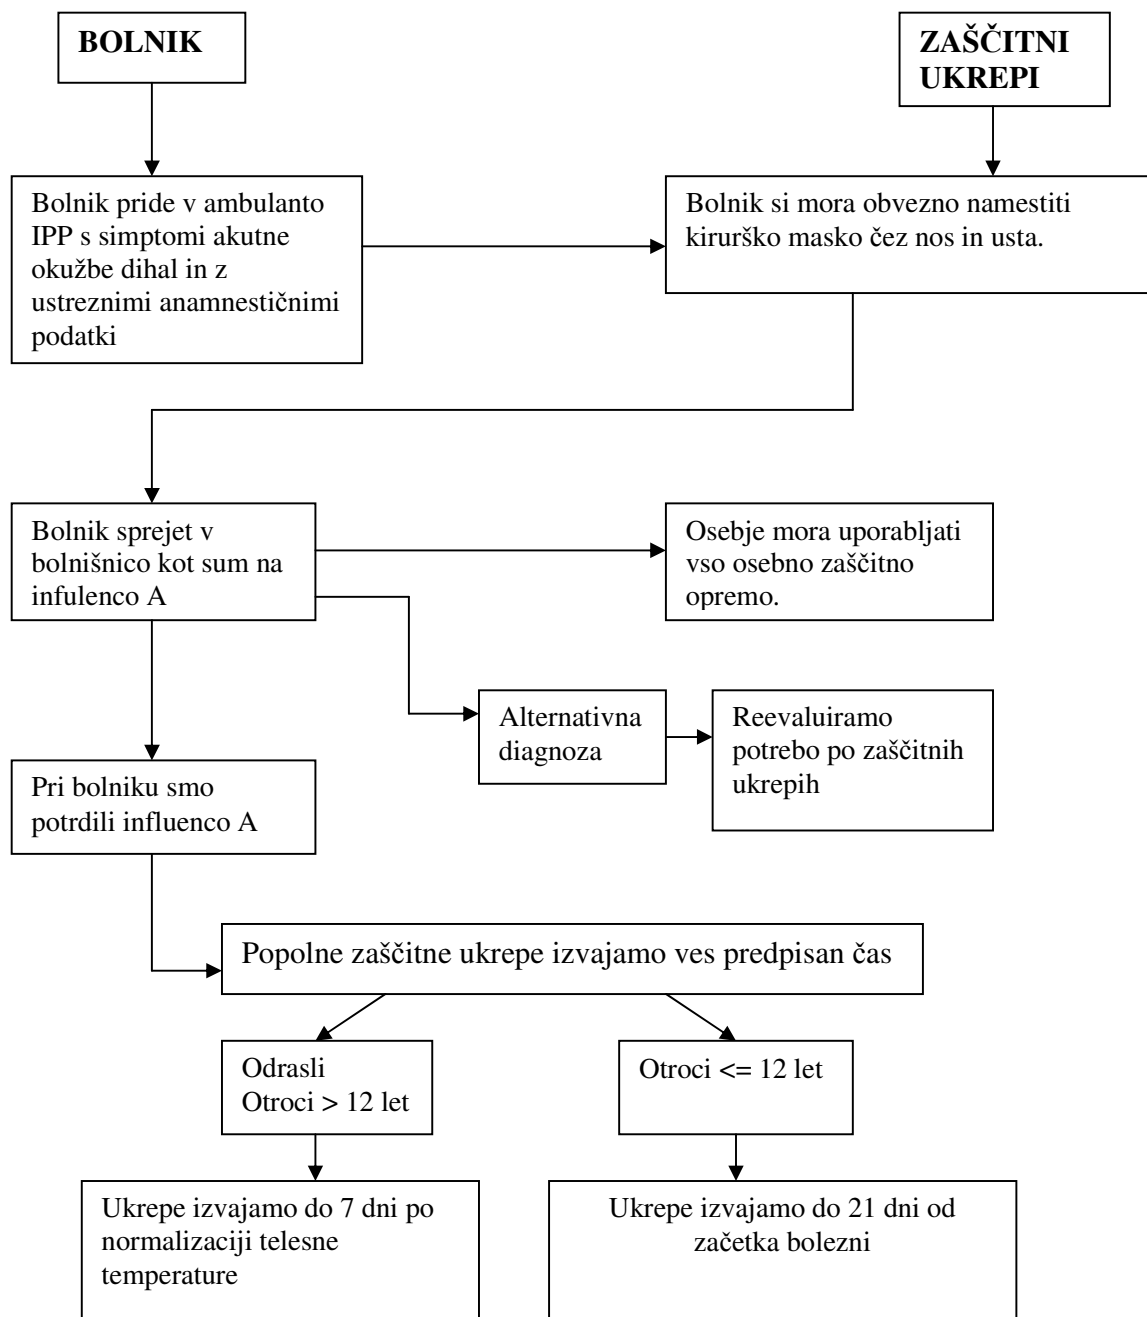 BOLNIK
ZAŠČITNI
UKREPI
Bolnik pride v ambulanto
IPP s simptomi akutne
okužbe dihal in z
ustreznimi anamnestičnimi
podatki
Bolnik si mora obvezno namestiti
kirurško masko čez nos in usta.
Bolnik sprejet v
bolnišnico kot sum na
infulenco A
Osebje mora uporabljati
vso osebno zaščitno
opremo.
Alternativna
diagnoza
Reevaluiramo
potrebo po zaščitnih
ukrepih
Pri bolniku smo
potrdili influenco A
Popolne zaščitne ukrepe izvajamo ves predpisan čas
Odrasli
Otroci > 12 let
Otroci <= 12 let
Ukrepe izvajamo do 7 dni po
normalizaciji telesne
temperature
Ukrepe izvajamo do 21 dni od
začetka bolezni